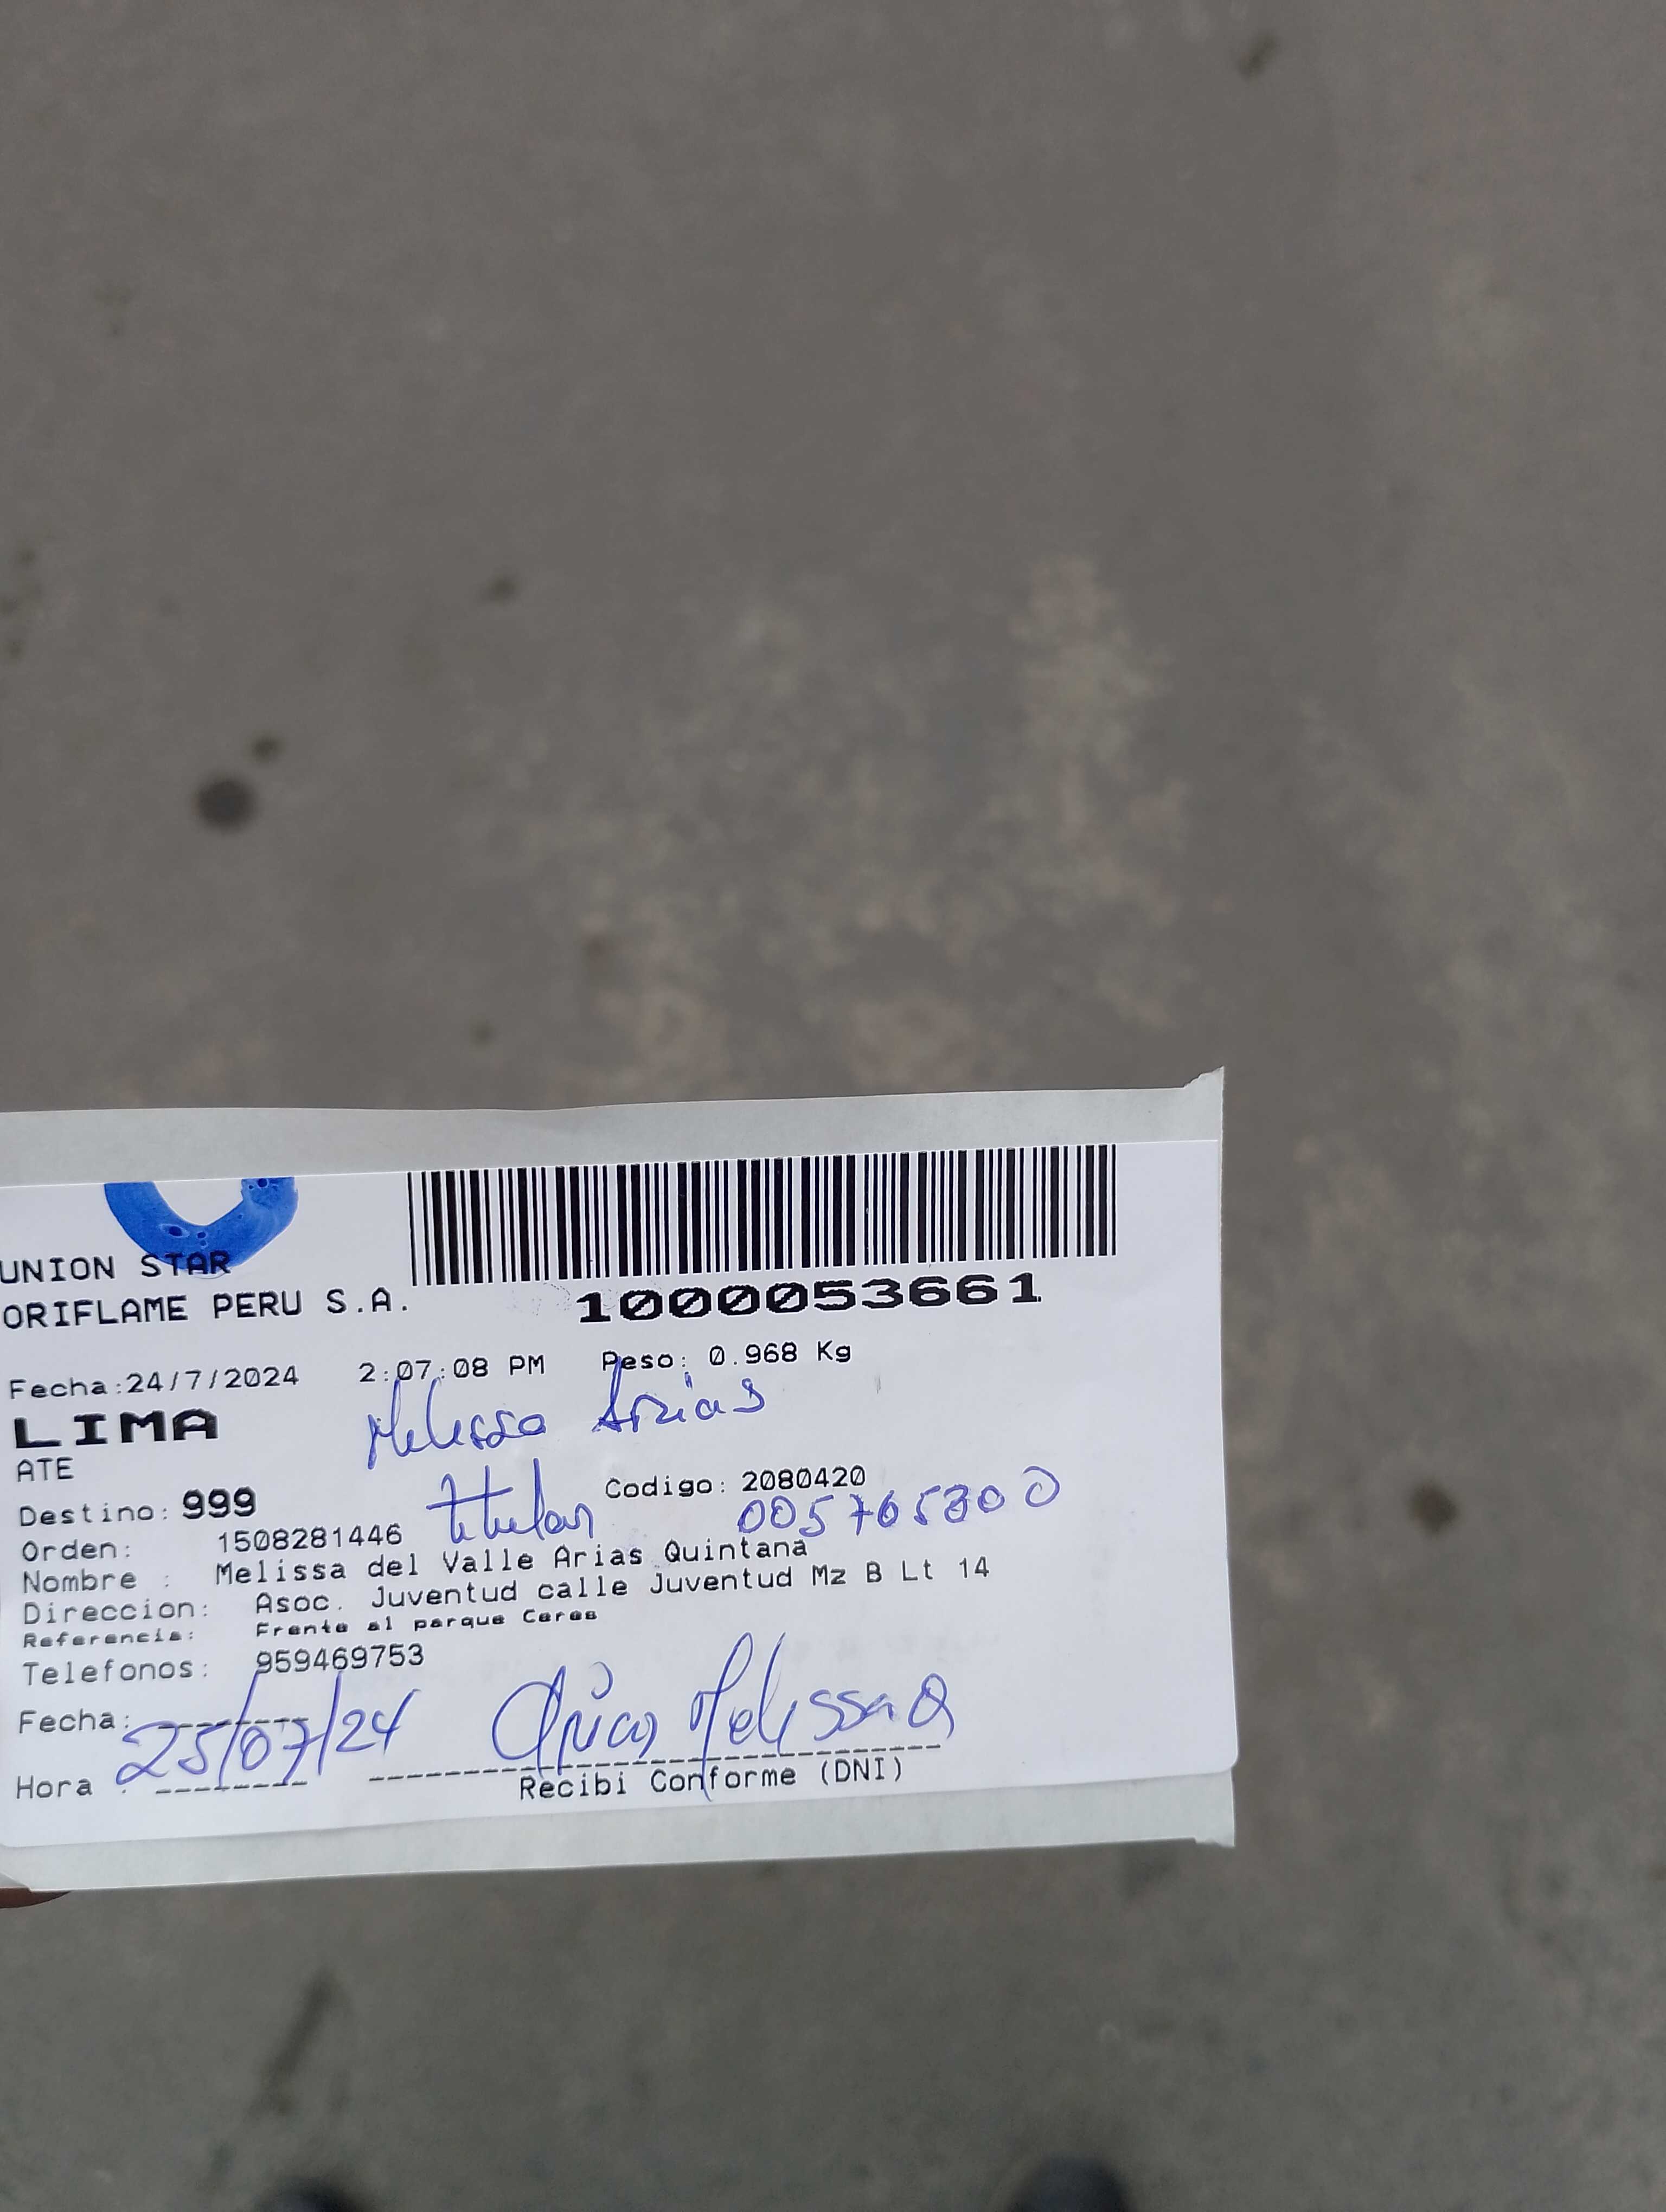 UNION STAR
ORIFLAME PERU S.A.
1000053661
Fecha:24/7/2024 2:07:08 PM Peso: 0.968 Kg
LIMA
Melissa Arias
ATE
titular Codigo: 2080420
Destino: 999
Orden: 1508281446
Nombre : Melissa del Valle Arias Quintana
Direccion: Asoc. Juventud calle Juventud Mz B Lt 14
Referencia: Frente al parque Ceres
Telefonos: 959469753
Fecha: 25/07/24
Melissa
Hora :
Recibi Conforme (DNI)